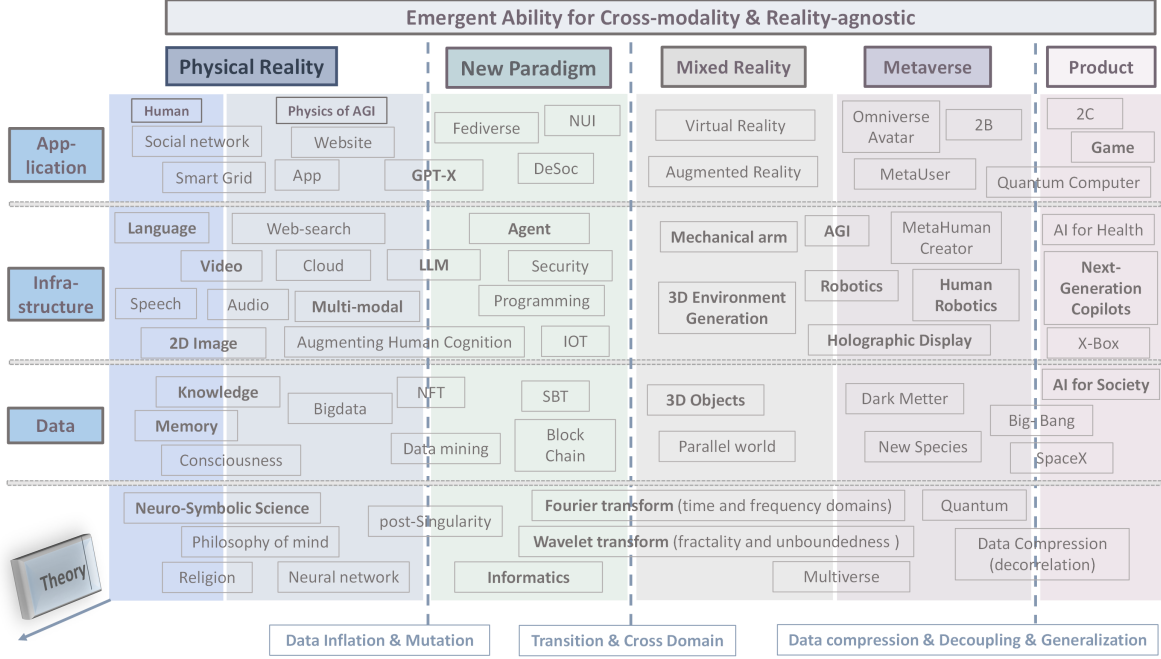 Emergent Ability for Cross-modality & Reality-agnostic
Physical Reality
New Paradigm
Mixed Reality
Metaverse
Product
App-
lication
Human
Physics of AGI
Social network
Website
Smart Grid
App
GPT-X
Fediverse
NUI
DeSoc
Virtual Reality
Augmented Reality
Omniverse
Avatar
2B
MetaUser
2C
Game
Quantum Computer
Infra-
structure
Language
Web-search
Video
Cloud
LLM
Speech
Audio
Multi-modal
2D Image
Augmenting Human Cognition
Agent
Security
Programming
IOT
Mechanical arm
AGI
MetaHuman
Creator
3D Environment
Generation
Robotics
Human
Robotics
Holographic Display
AI for Health
Next-
Generation
Copilots
X-Box
Data
Knowledge
Bigdata
NFT
Memory
Data mining
Consciousness
SBT
Block
Chain
3D Objects
Parallel world
Dark Metter
New Species
AI for Society
Big-Bang
SpaceX
Theory
Neuro-Symbolic Science
post-Singularity
Philosophy of mind
Religion
Neural network
Fourier transform (time and frequency domains)
Wavelet transform (fractality and unboundedness )
Informatics
Multiverse
Quantum
Data Compression
(decorrelation)
Data Inflation & Mutation
Transition & Cross Domain
Data compression & Decoupling & Generalization